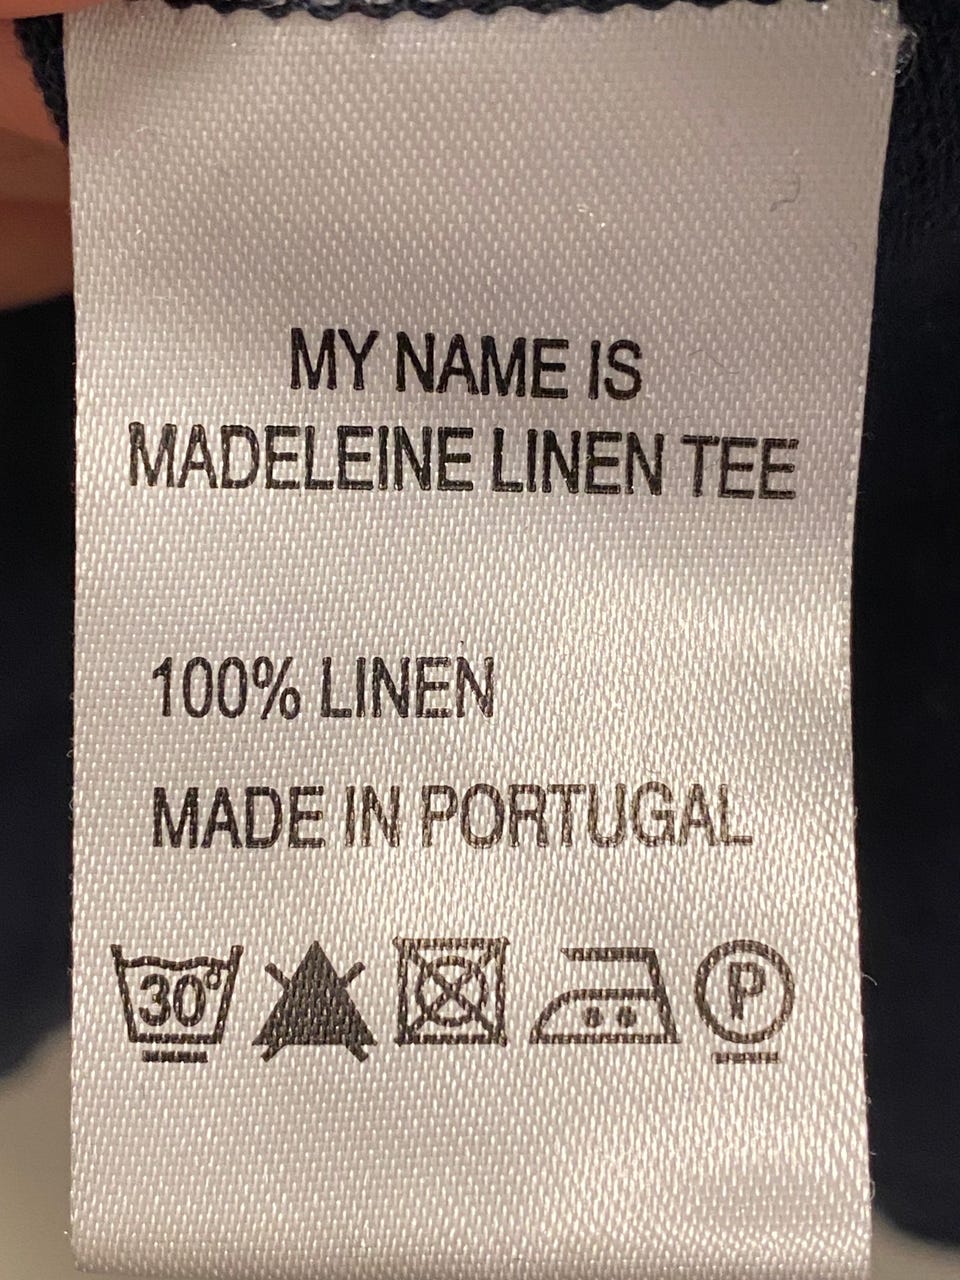 MY NAME IS
MADELEINE LINEN TEE
100% LINEN
MADE IN PORTUGAL
30° P